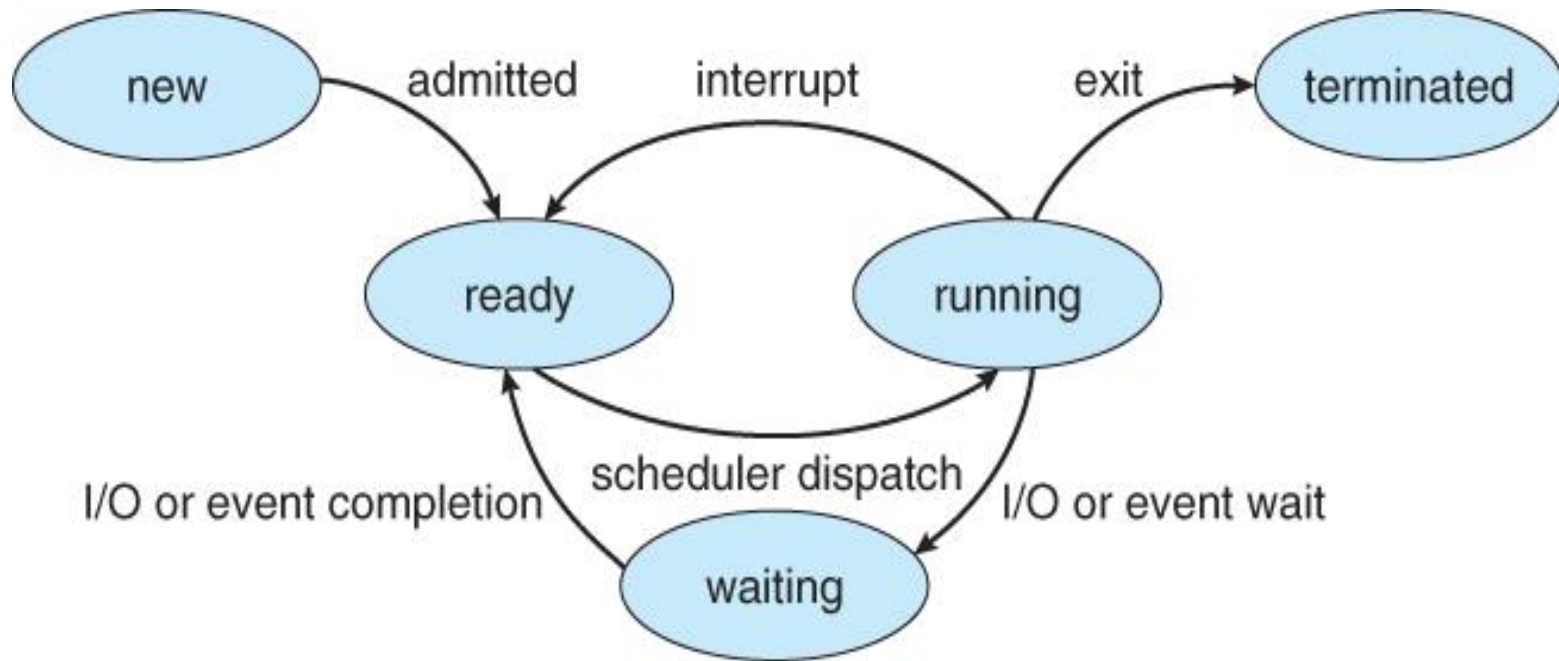 new
admitted
interrupt
exit
terminated
ready
running
scheduler dispatch
I/O or event completion
I/O or event wait
waiting